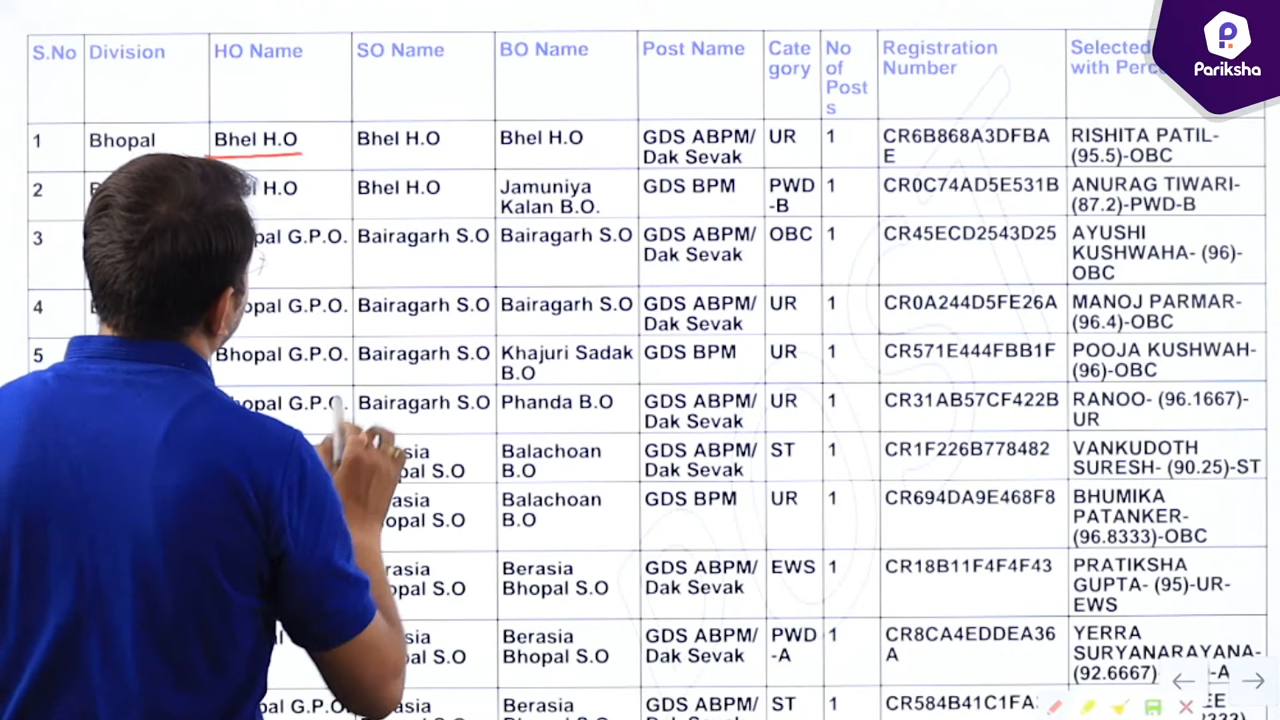 S.No Division HO Name SO Name BO Name Post Name Cate No Registration Selected
gory of Number with
Post
s
1 Bhopal Bhel H.O Bhel H.O Bhel H.O GDS ABPM/ UR 1 CR6B868A3DFBA RISHITA PATIL-
Dak Sevak E (95.5)-OBC
2 H.O Bhel H.O Jamuniya GDS BPM PWD 1 CR0C74AD5E531B ANURAG TIWARI-
Kalan B.O. -B (87.2)-PWD-B
3 G.P.O. Bairagarh S.O Bairagarh S.O GDS ABPM/ OBC 1 CR45ECD2543D25 AYUSHI
Dak Sevak KUSHWAHA- (96)-
OBC
4 G.P.O. Bairagarh S.O Bairagarh S.O GDS ABPM/ UR 1 CR0A244D5FE26A MANOJ PARMAR-
Dak Sevak (96.4)-OBC
5 Bhopal G.P.O. Bairagarh S.O Khajuri Sadak GDS BPM UR 1 CR571E444FBB1F POOJA KUSHWAH-
B.O (96)-OBC
G.P.O. Bairagarh S.O Phanda B.O GDS ABPM/ UR 1 CR31AB57CF422B RANOO- (96.1667)-
Dak Sevak UR
Balachoan GDS ABPM/ ST 1 CR1F226B778482 VANKUDOTH
S.O B.O Dak Sevak SURESH- (90.25)-ST
Balachoan GDS BPM UR 1 CR694DA9E468F8 BHUMIKA
S.O B.O PATANKER-
(96.8333)-OBC
Berasia GDS ABPM/ EWS 1 CR18B11F4F4F43 PRATIKSHA
S.O Bhopal S.O Dak Sevak GUPTA- (95)-UR-
EWS
Berasia GDS ABPM/ PWD 1 CR8CA4EDDEA36 YERRA
S.O Bhopal S.O Dak Sevak -A A SURYANARAYANA-
(92.6667)
G.P.O. Berasia GDS ABPM/ ST 1
Pariksha